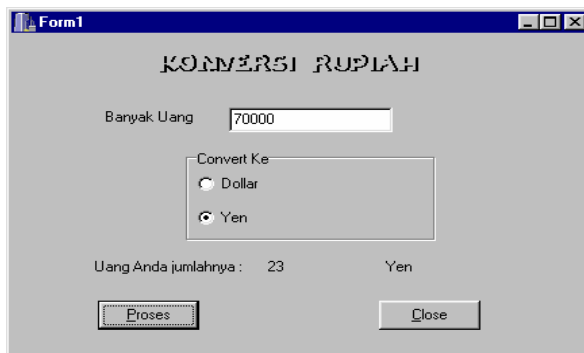 Form1
KONVERSI RUPIAH
Banyak Uang 70000
Convert Ke
Dollar
Yen
Uang Anda jumlahnya : 23 Yen
Proses Close